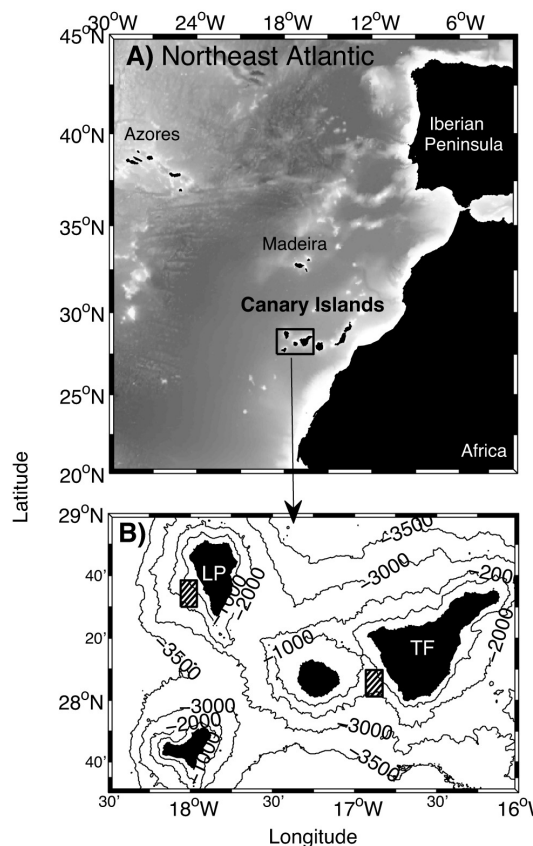 30°W 24°W 18°W 12°W 6°W
45°N
A) Northeast Atlantic
40°N
Azores
Iberian
Peninsula
35°N
Madeira
Canary Islands
30°N
25°N
Africa
20°N
Latitude
29°N
B)
−3500
−3000
40'
LP
−200
−1000
−2000
−2000
20'
−1000
TF
−3500
28°N
−3000
−2000
−3000
−1000
−3500
40'
30' 18°W 30' 17°W 30' 16°W
Longitude